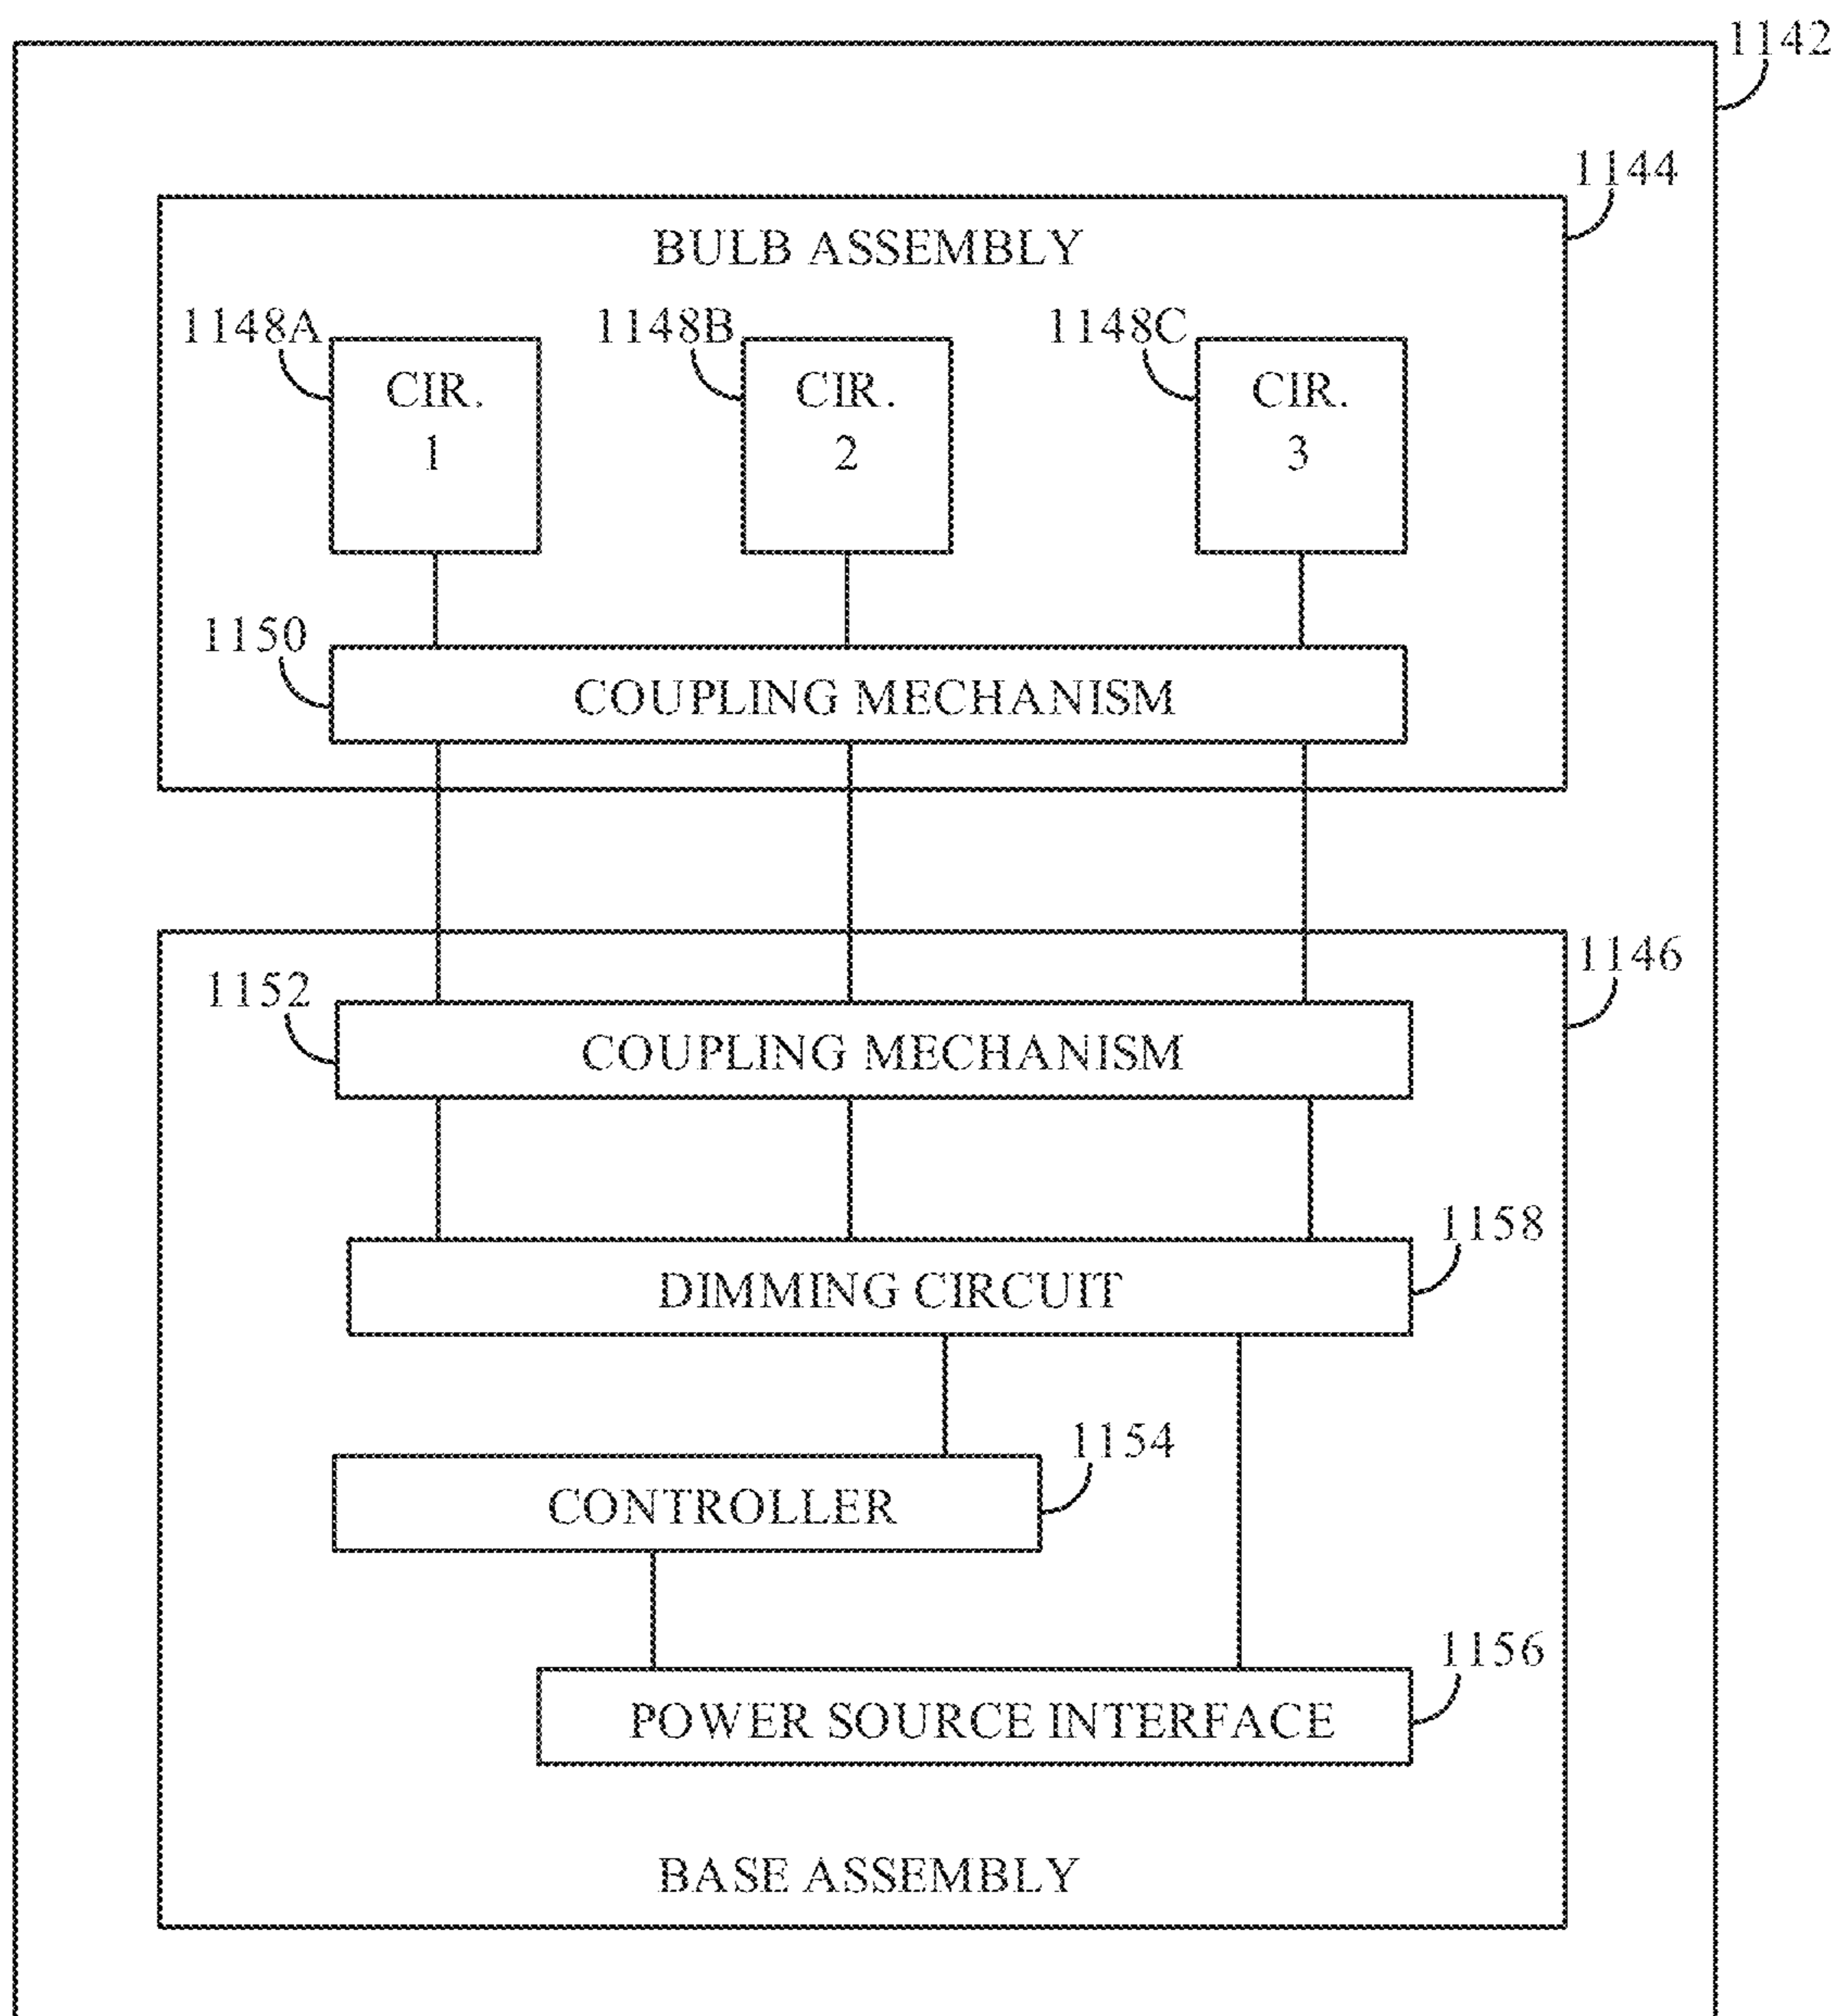 1142
1144
BULB ASSEMBLY
1148A
1148B
1148C
CIR.
1
CIR.
2
CIR.
3
1150
COUPLING MECHANISM
1146
1152
COUPLING MECHANISM
1158
DIMMING CIRCUIT
1154
CONTROLLER
1156
POWER SOURCE INTERFACE
BASE ASSEMBLY